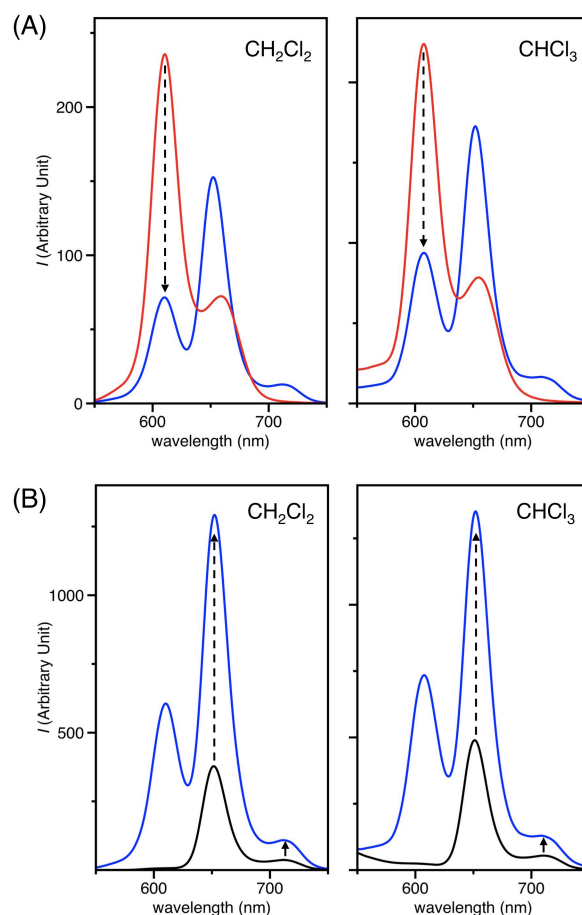 (A)
CH₂Cl₂
CHCl₃
200
100
0
I (Arbitrary Unit)
600
700
600
700
wavelength (nm)
wavelength (nm)
(B)
CH₂Cl₂
CHCl₃
1000
500
I (Arbitrary Unit)
600
700
600
700
wavelength (nm)
wavelength (nm)